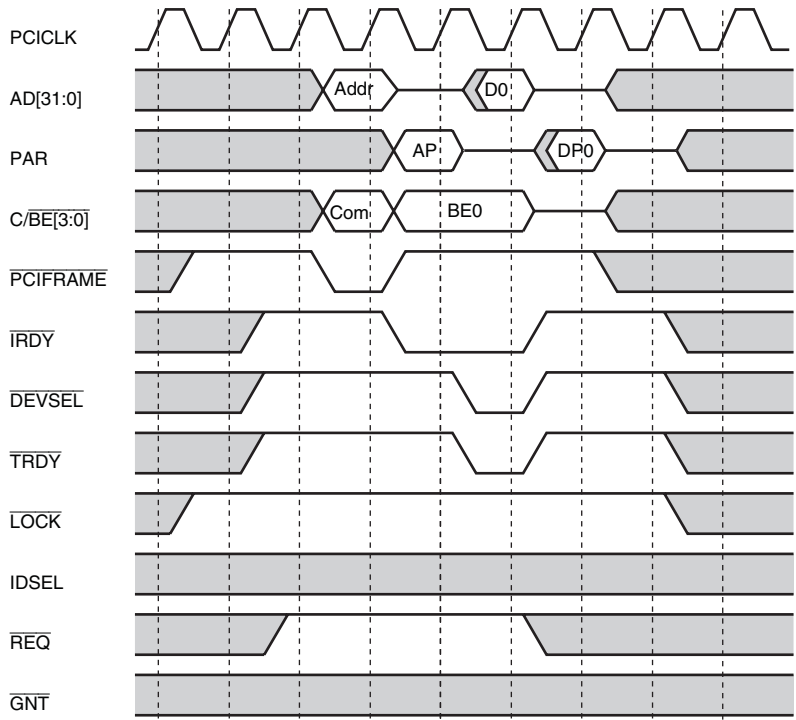 PCICLK
AD[31:0] Addr D0
PAR AP DP0
C/BE[3:0] Com BE0
PCIFRAME
IRDY
DEVSEL
TRDY
LOCK
IDSEL
REQ
GNT